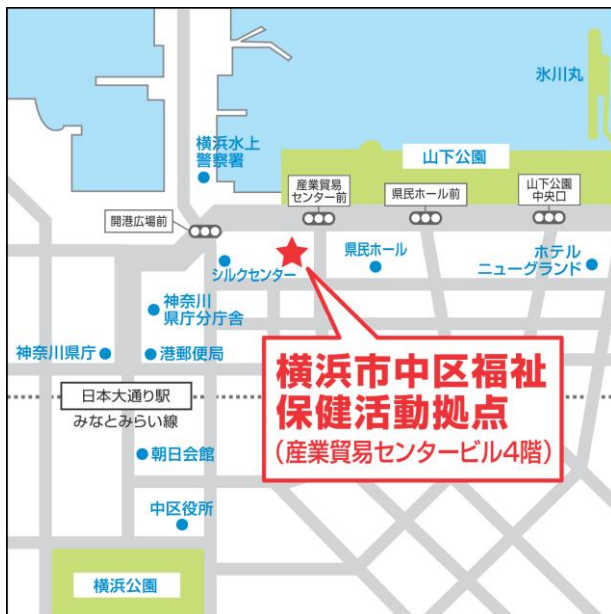 氷川丸
横浜水上
警察署
山下公園
産業貿易
センター前
県民ホール前
山下公園
中央口
開港広場前
シルクセンター
県民ホール
ホテル
ニューグランド
神奈川
県庁分庁舎
神奈川県庁
港郵便局
横浜市中区福祉
保健活動拠点
(産業貿易センタービル4階)
日本大通り駅
みなとみらい線
朝日会館
中区役所
横浜公園